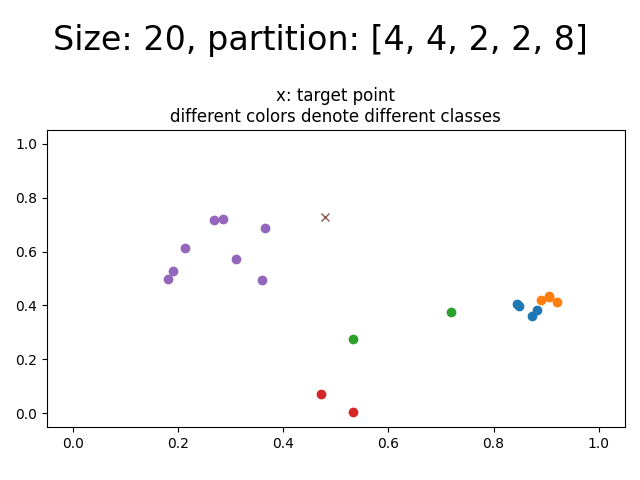 Size: 20, partition: [4, 4, 2, 2, 8]
x: target point
different colors denote different classes
1.0
0.8
0.6
0.4
0.2
0.0
0.0 0.2 0.4 0.6 0.8 1.0